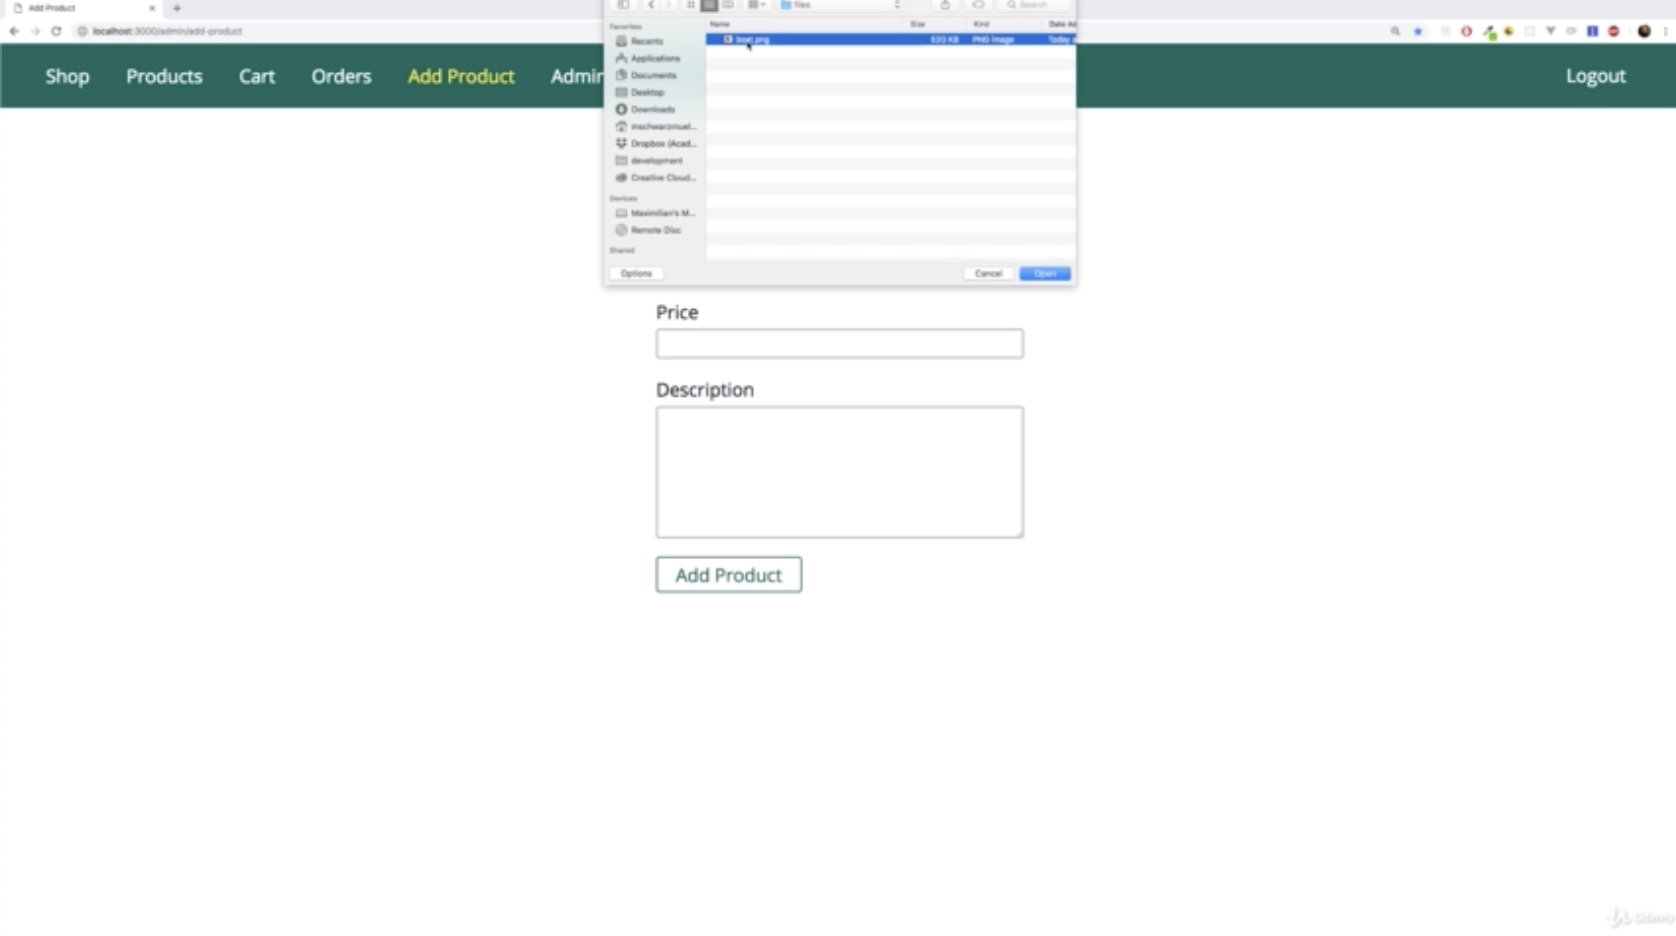 Add Product
files
Search
localhost:3000/admin/add-product
Favorites
Name Size Kind Date Ad
Recents
boat.png 620 KB PNG image Today a
Applications
Documents
Shop Products Cart Orders Add Product Admin Logout
Desktop
Downloads
mschwarzmuel...
Dropbox (Acad...
development
Creative Cloud...
Devices
Maximilian's M...
Remote Disc
Shared
Options Cancel Open
Price
Description
Add Product
Udemy